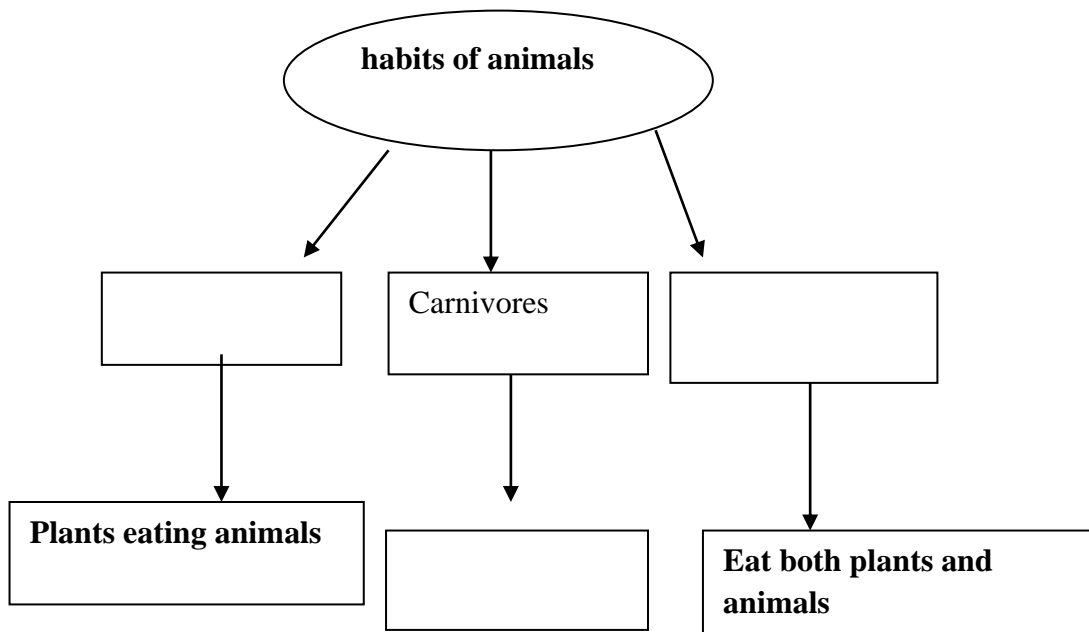 habits of animals
Carnivores
Plants eating animals
Eat both plants and
animals